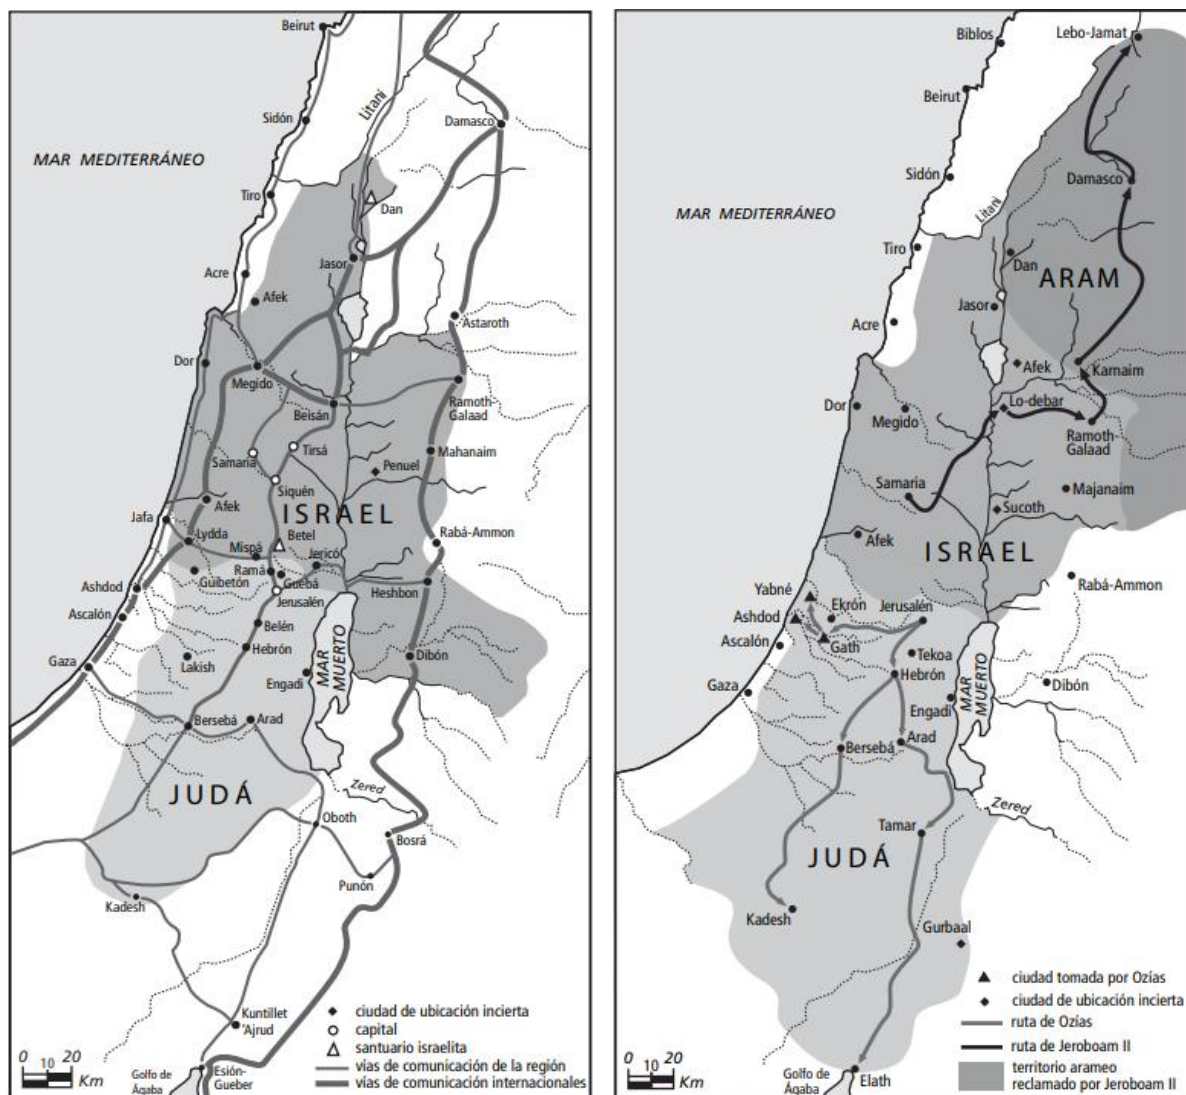 Beirut
Litani
Sidón
Damasco
MAR MEDITERRÁNEO
Tiro
Dan
Jasor
Acre
Afek
Astaroth
Dor
Megido
Beisán
Ramoth-
Galaad
Tirsá
Samaria
Mahanaim
Penuel
Siquén
Afek
ISRAEL
Jafa
Lydda
Betel
Rabá-Ammon
Mispá
Jericó
Ramá
Guebá
Guibetón
Ashdod
Jerusalén
Heshbon
Ascalón
Belén
Hebrón
Gaza
Lakish
Dibón
Engadi
MAR
MUERTO
Bersebá
Arad
JUDÁ
Zered
Oboth
Bosrá
Punón
Kadesh
Kuntillet
'Ajrud
Esión-
Gueber
Golfo de
Áqaba
0 10 20
Km
ciudad de ubicación incierta
capital
santuario israelita
vías de comunicación de la región
vías de comunicación internacionales
Lebo-Jamat
Biblos
Beirut
Sidón
Damasco
MAR MEDITERRÁNEO
Litani
Tiro
Dan
ARAM
Jasor
Acre
Afek
Karnaim
Dor
Megido
Lo-debar
Ramoth-
Galaad
Samaria
Majanaim
Sucoth
Afek
ISRAEL
Rabá-Ammon
Yabné
Ashdod
Ekrón
Jerusalén
Ascalón
Gath
Tekoa
Hebrón
Gaza
Engadi
MAR
MUERTO
Dibón
Bersebá
Arad
Zered
Tamar
JUDÁ
Kadesh
Gurbaal
Elath
Golfo de
Áqaba
0 10 20
Km
ciudad tomada por Ozías
ciudad de ubicación incierta
ruta de Ozías
ruta de Jeroboam II
territorio arameo
reclamado por Jeroboam II